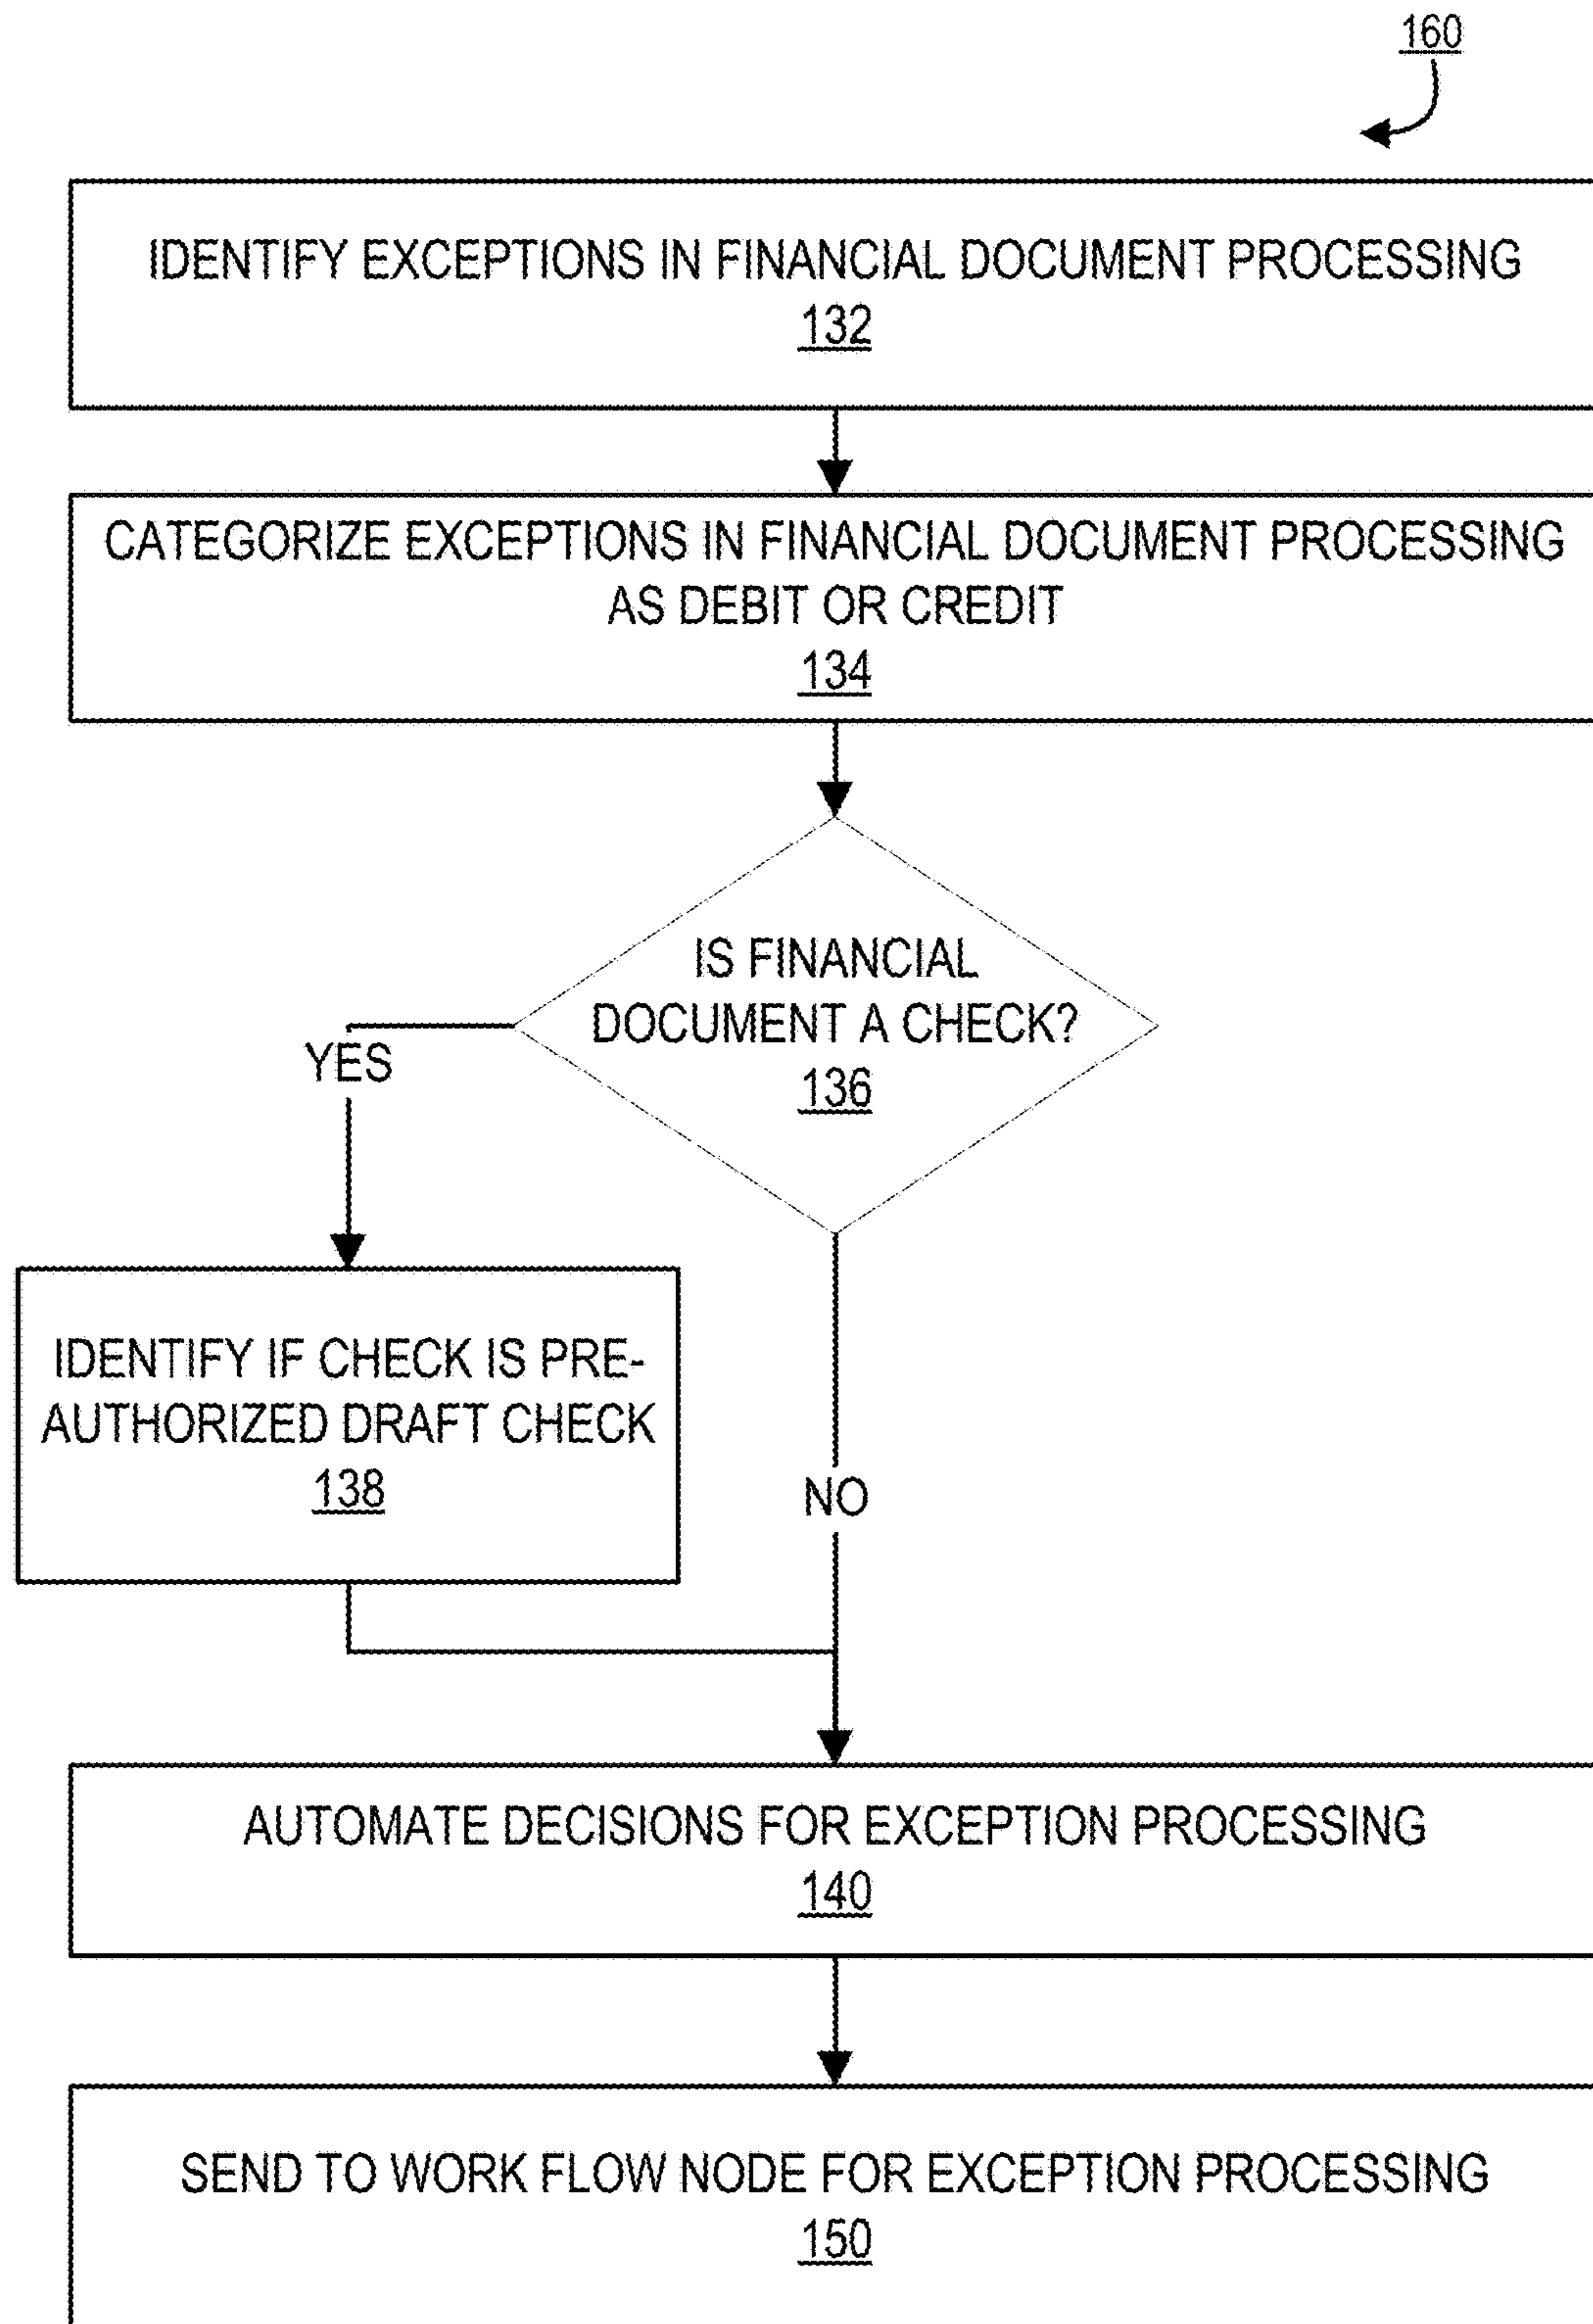 160
IDENTIFY EXCEPTIONS IN FINANCIAL DOCUMENT PROCESSING
132
CATEGORIZE EXCEPTIONS IN FINANCIAL DOCUMENT PROCESSING
AS DEBIT OR CREDIT
134
IS FINANCIAL
DOCUMENT A CHECK?
136
YES
IDENTIFY IF CHECK IS PRE-
AUTHORIZED DRAFT CHECK
138
NO
AUTOMATE DECISIONS FOR EXCEPTION PROCESSING
140
SEND TO WORK FLOW NODE FOR EXCEPTION PROCESSING
150